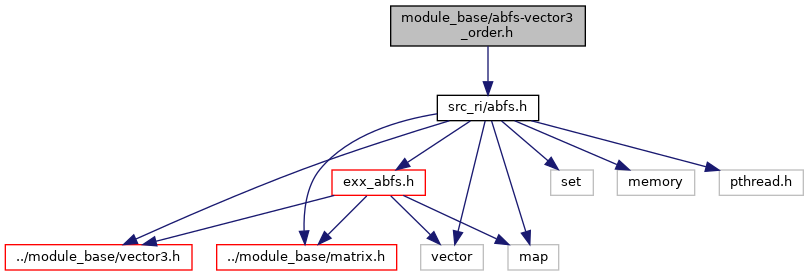 module_base/abfs-vector3
_order.h
src_ri/abfs.h
exx_abfs.h
set
memory
pthread.h
../module_base/vector3.h
../module_base/matrix.h
vector
map